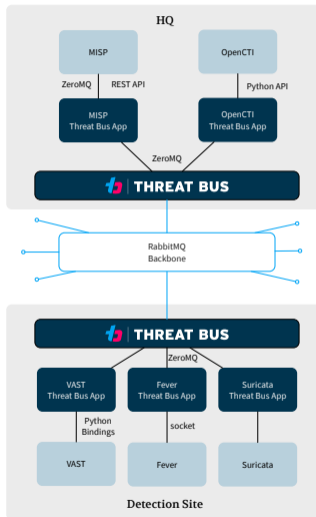 HQ
MISP
OpenCTI
ZeroMQ
REST API
Python API
MISP
Threat Bus App
OpenCTI
Threat Bus App
ZeroMQ
THREAT BUS
RabbitMQ
Backbone
THREAT BUS
ZeroMQ
VAST
Threat Bus App
Fever
Threat Bus App
Suricata
Threat Bus App
Python
Bindings
socket
VAST
Fever
Suricata
Detection Site